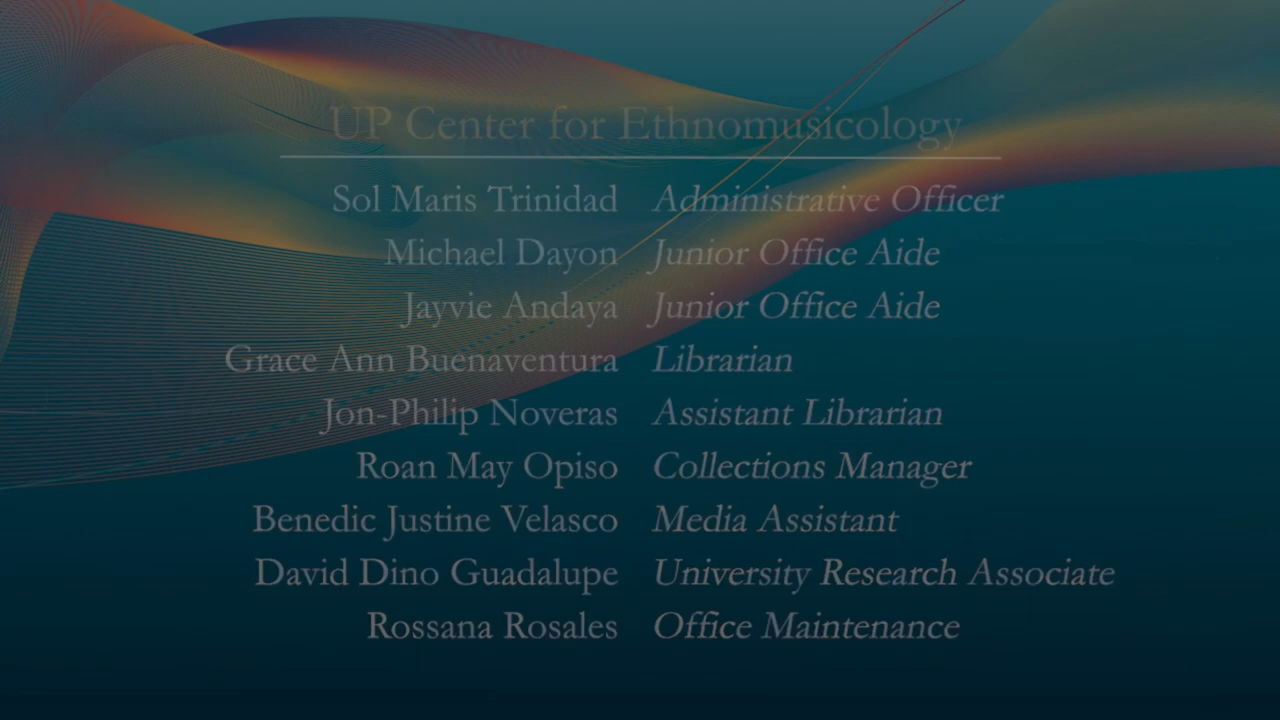 UP Center for Ethnomusicology
Sol Maris Trinidad Administrative Officer
Michael Dayon Junior Office Aide
Jayvie Andaya Junior Office Aide
Grace Ann Buenaventura Librarian
Jon-Philip Noveras Assistant Librarian
Roan May Opiso Collections Manager
Benedic Justine Velasco Media Assistant
David Dino Guadalupe University Research Associate
Rossana Rosales Office Maintenance